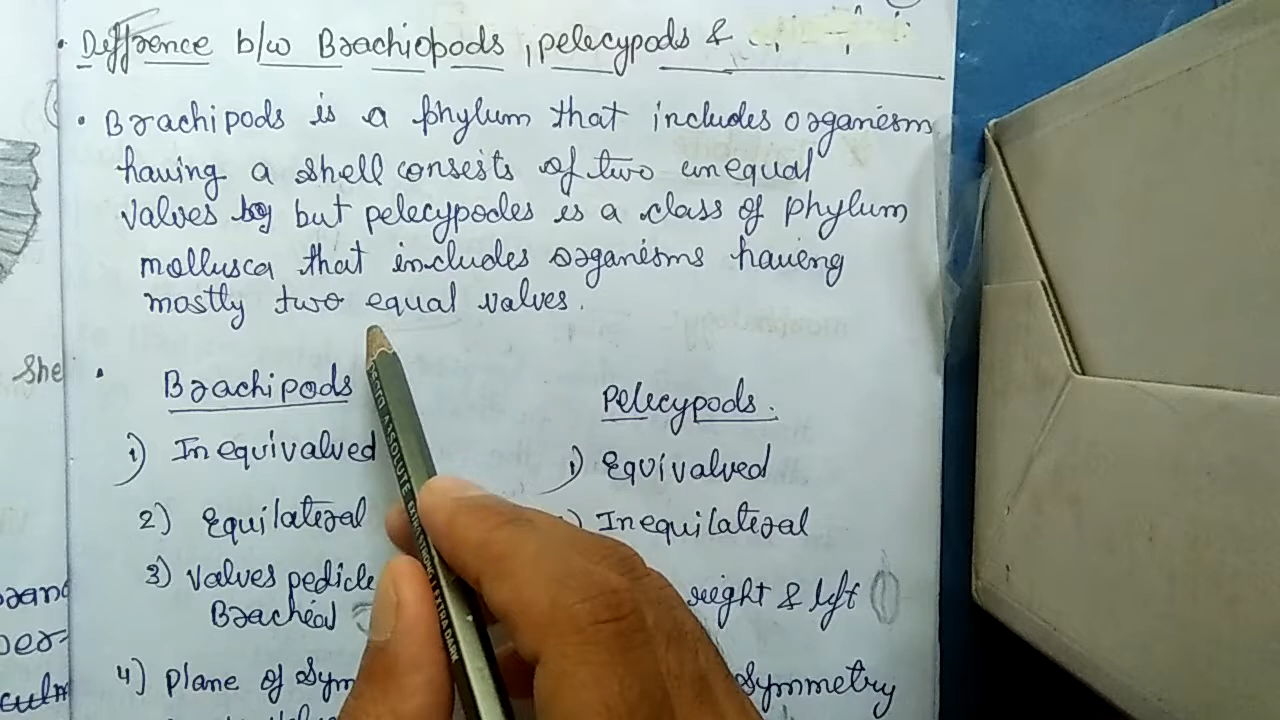 Diffrence b/w Brachiopods, pelecypods &
• Brachipods is a phylum that includes organism
having a shell consists of two unequal
valves but pelecypodes is a class of phylum
mollusca that includes organisms having
mostly two equal valves.
She
• Brachipods
1) Inequivalved
2) Equilateral
3) valves pedicle
Brachial
4) plane of Sym
Pelecypods.
1) Equivalved
Inequilateral
right & left
Symmetry